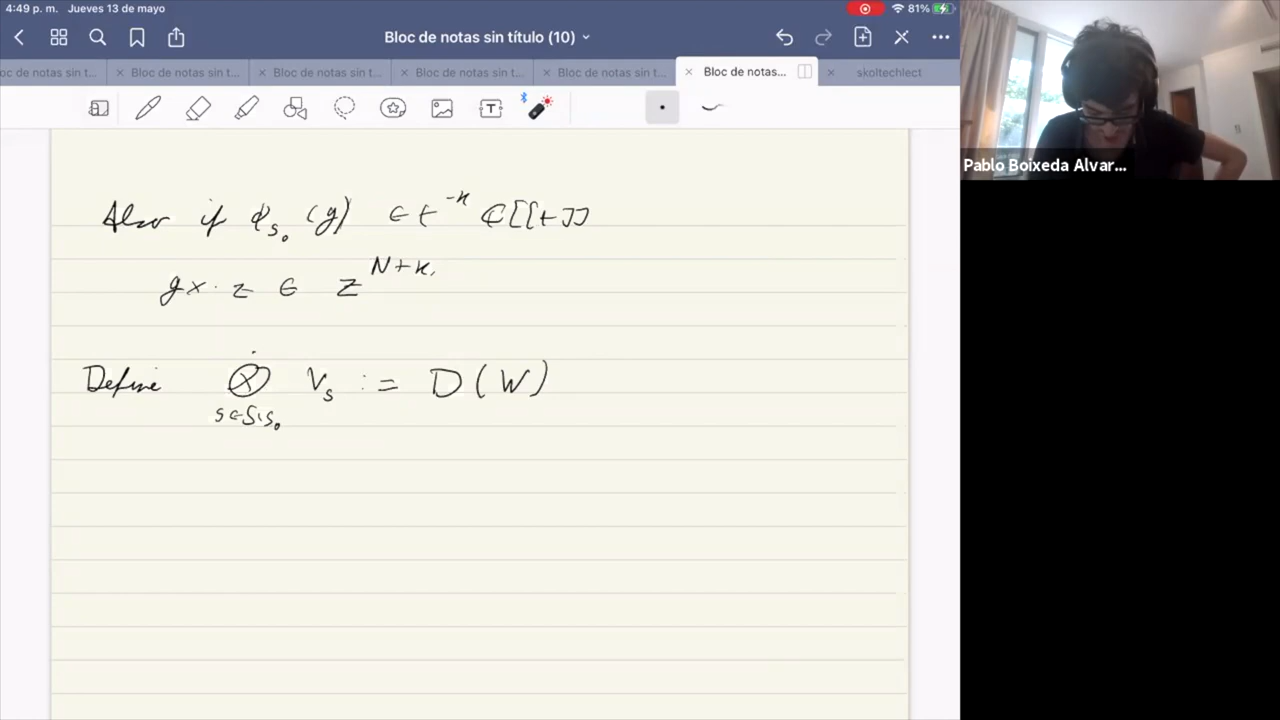 4:49 p. m. Jueves 13 de mayo
81%
Bloc de notas sin título (10)
oc de notas sin t...
Bloc de notas sin t...
Bloc de notas sin t...
Bloc de notas sin t...
Bloc de notas sin t...
Bloc de notas...
skoltechlect
Pablo Boixeda Alvar...
Also if ϕ_{s_0} (g) ∈ t^{-k} ℂ[[t]]
gx · z ∈ Z^{N+k}.
Define ⊗̇_{s∈S\s_0} V_s := D(W)